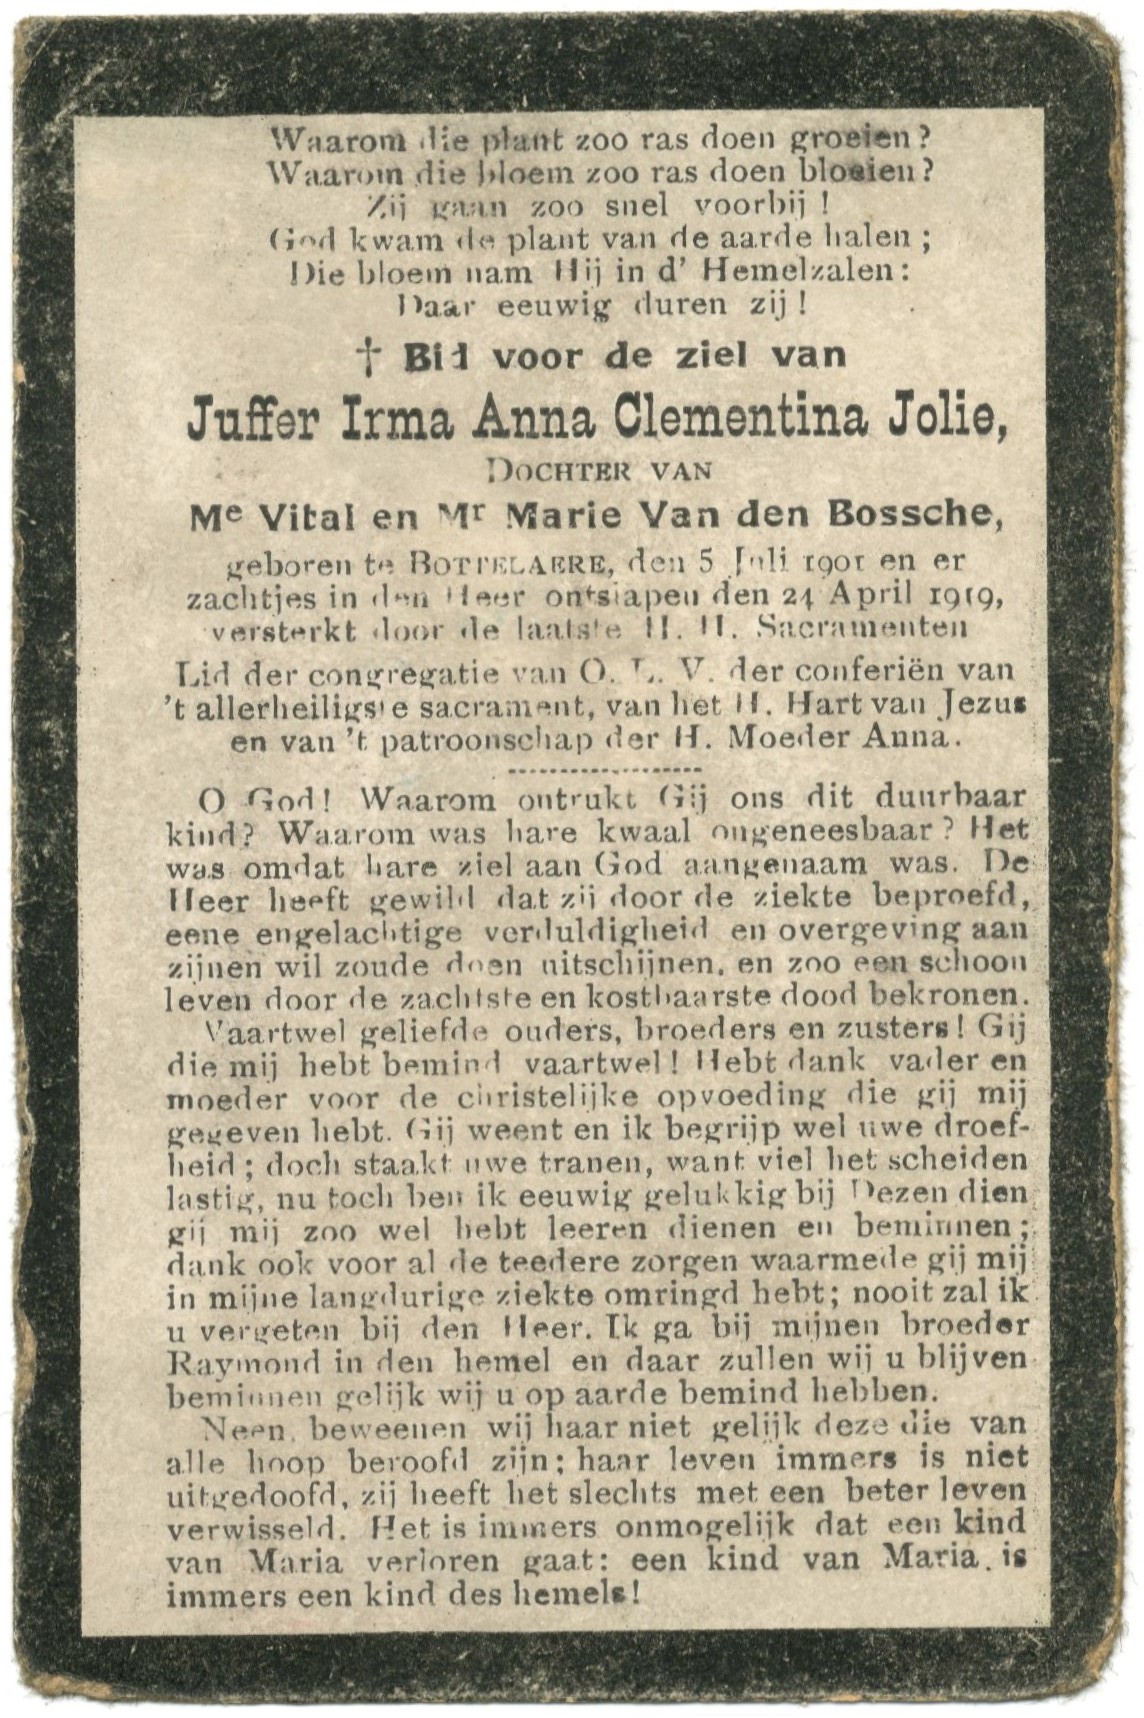 Waarom die plant zoo ras doen groeien?
Waarom die bloem zoo ras doen bloeien?
Zij gaan zoo snel voorbij!
God kwam de plant van de aarde halen;
Die bloem nam Hij in d' Hemelzalen:
Daar eeuwig duren zij!
† Bid voor de ziel van
Juffer Irma Anna Clementina Jolie,
DOCHTER VAN
Me Vital en Mr Marie Van den Bossche,
geboren te BOTTELAERE, den 5 Juli 1901 en er
zachtjes in den Heer ontslapen den 24 April 1919,
versterkt door de laatste H. H. Sacramenten
Lid der congregatie van O. L. V. der conferiën van
't allerheiligste sacrament, van het H. Hart van Jezus
en van 't patroonschap der H. Moeder Anna.
O God! Waarom ontrukt Gij ons dit duurbaar
kind? Waarom was hare kwaal ongeneesbaar? Het
was omdat hare ziel aan God aangenaam was. De
Heer heeft gewild dat zij door de ziekte beproefd,
eene engelachtige verduldigheid en overgeving aan
zijnen wil zoude doen uitschijnen, en zoo een schoon
leven door de zachtste en kostbaarste dood bekronen.
Vaartwel geliefde ouders, broeders en zusters! Gij
die mij hebt bemind vaartwel! Hebt dank vader en
moeder voor de christelijke opvoeding die gij mij
gegeven hebt. Gij weent en ik begrijp wel uwe droef-
heid; doch staakt uwe tranen, want viel het scheiden
lastig, nu toch ben ik eeuwig gelukkig bij Dezen dien
gij mij zoo wel hebt leeren dienen en beminnen;
dank ook voor al de teedere zorgen waarmede gij mij
in mijne langdurige ziekte omringd hebt; nooit zal ik
u vergeten bij den Heer. Ik ga bij mijnen broeder
Raymond in den hemel en daar zullen wij u blijven
beminnen gelijk wij u op aarde bemind hebben.
Neen, beweenen wij haar niet gelijk deze die van
alle hoop beroofd zijn; haar leven immers is niet
uitgedoofd, zij heeft het slechts met een beter leven
verwisseld. Het is immers onmogelijk dat een kind
van Maria verloren gaat: een kind van Maria is
immers een kind des hemels!